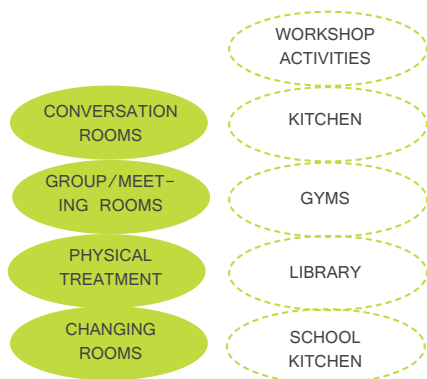 WORKSHOP
ACTIVITIES
CONVERSATION
ROOMS
KITCHEN
GROUP/MEET-
ING ROOMS
GYMS
PHYSICAL
TREATMENT
LIBRARY
CHANGING
ROOMS
SCHOOL
KITCHEN